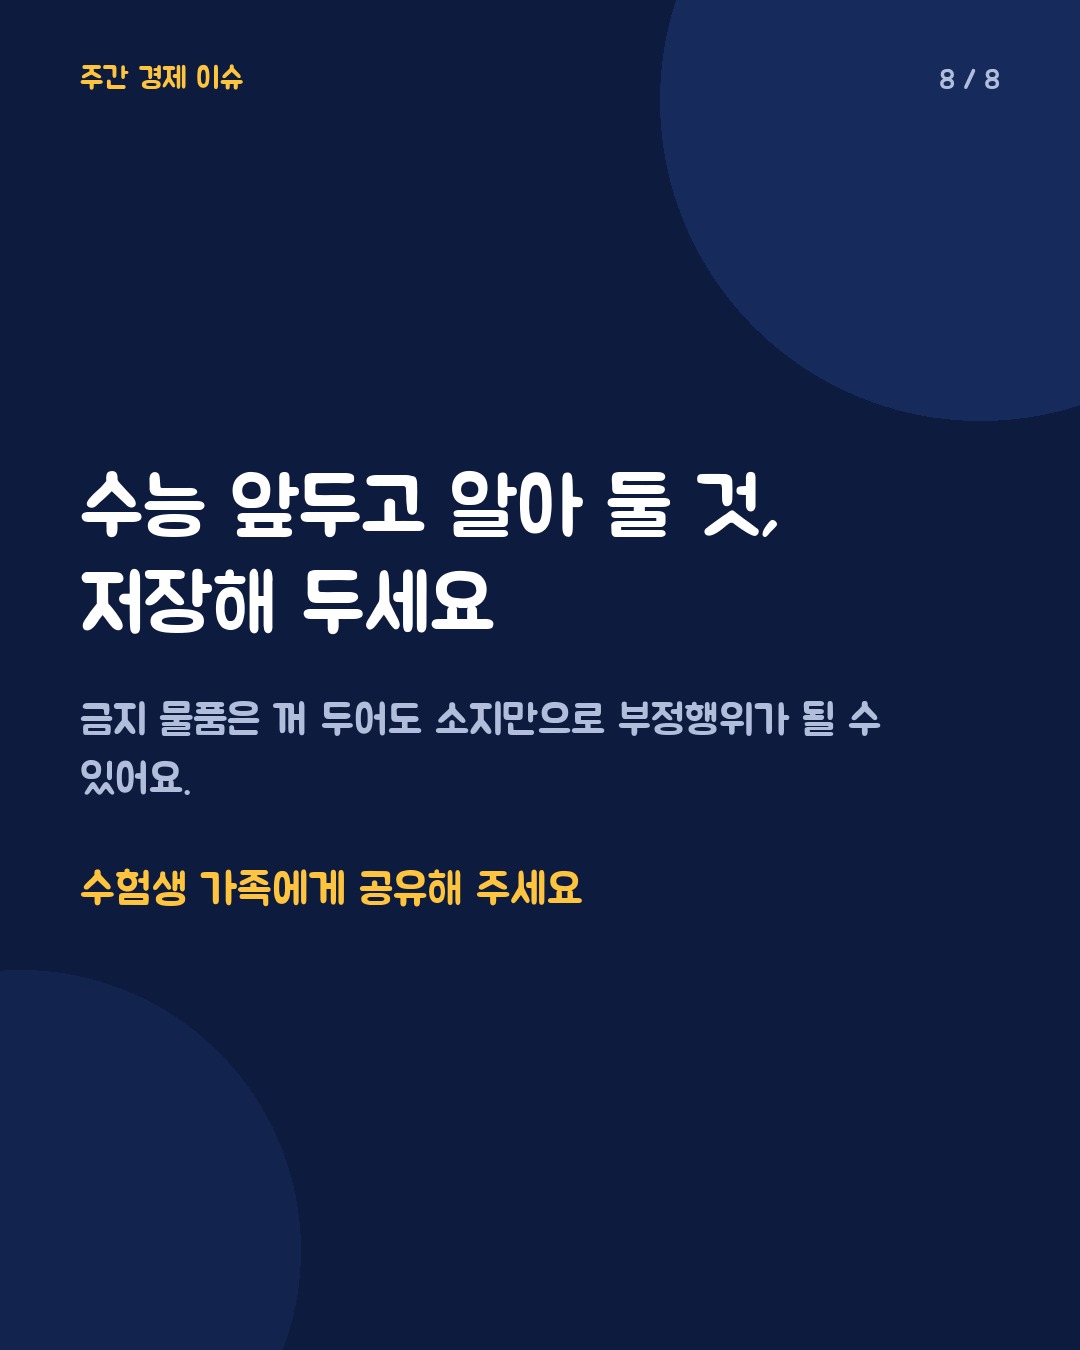 주간 경제 이슈
8 / 8
수능 앞두고 알아 둘 것,
저장해 두세요
금지 물품은 꺼 두어도 소지만으로 부정행위가 될 수
있어요.
수험생 가족에게 공유해 주세요